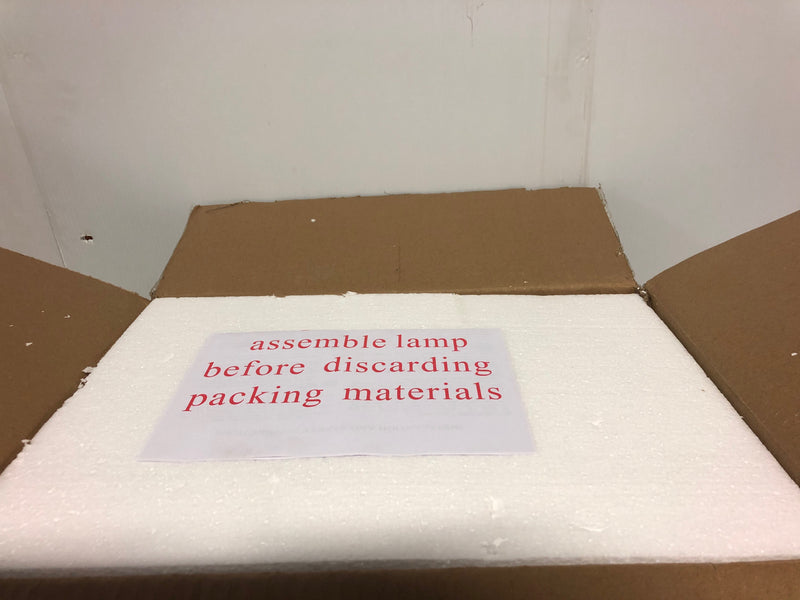 assemble lamp
before discarding
packing materials